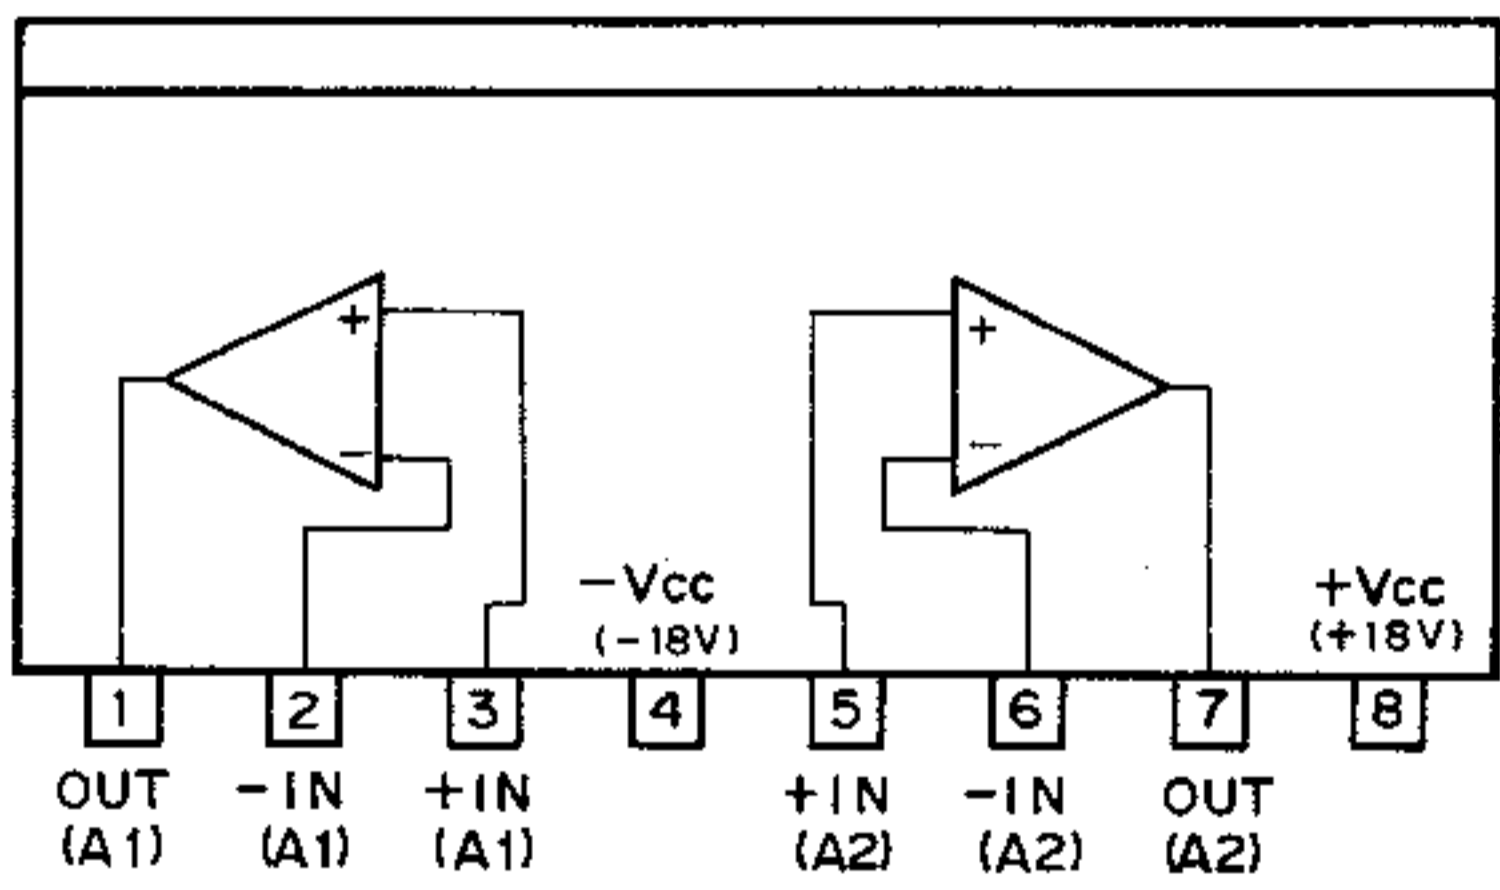 + +
− −
−Vcc +Vcc
(−18V) (+18V)
1 2 3 4 5 6 7 8
OUT −IN +IN +IN −IN OUT
(A1) (A1) (A1) (A2) (A2) (A2)